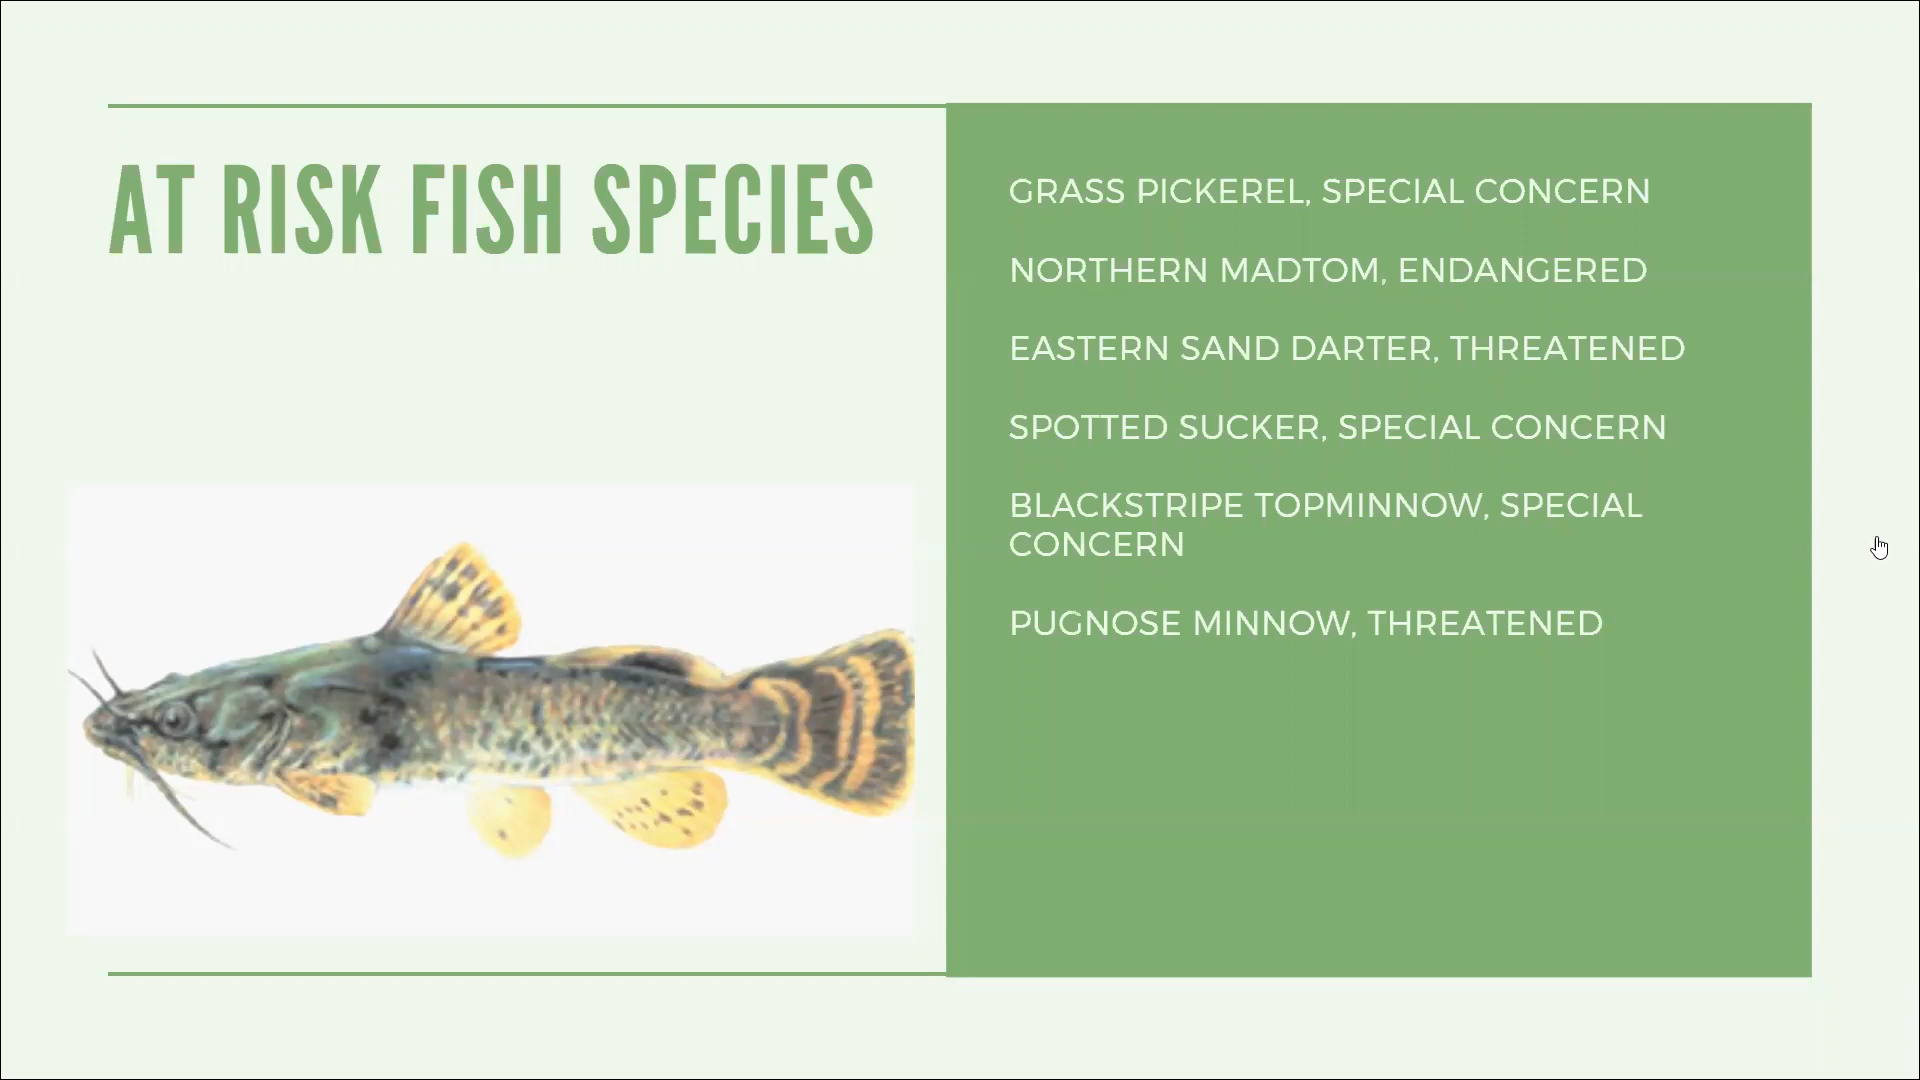 AT RISK FISH SPECIES
GRASS PICKEREL, SPECIAL CONCERN
NORTHERN MADTOM, ENDANGERED
EASTERN SAND DARTER, THREATENED
SPOTTED SUCKER, SPECIAL CONCERN
BLACKSTRIPE TOPMINNOW, SPECIAL
CONCERN
PUGNOSE MINNOW, THREATENED